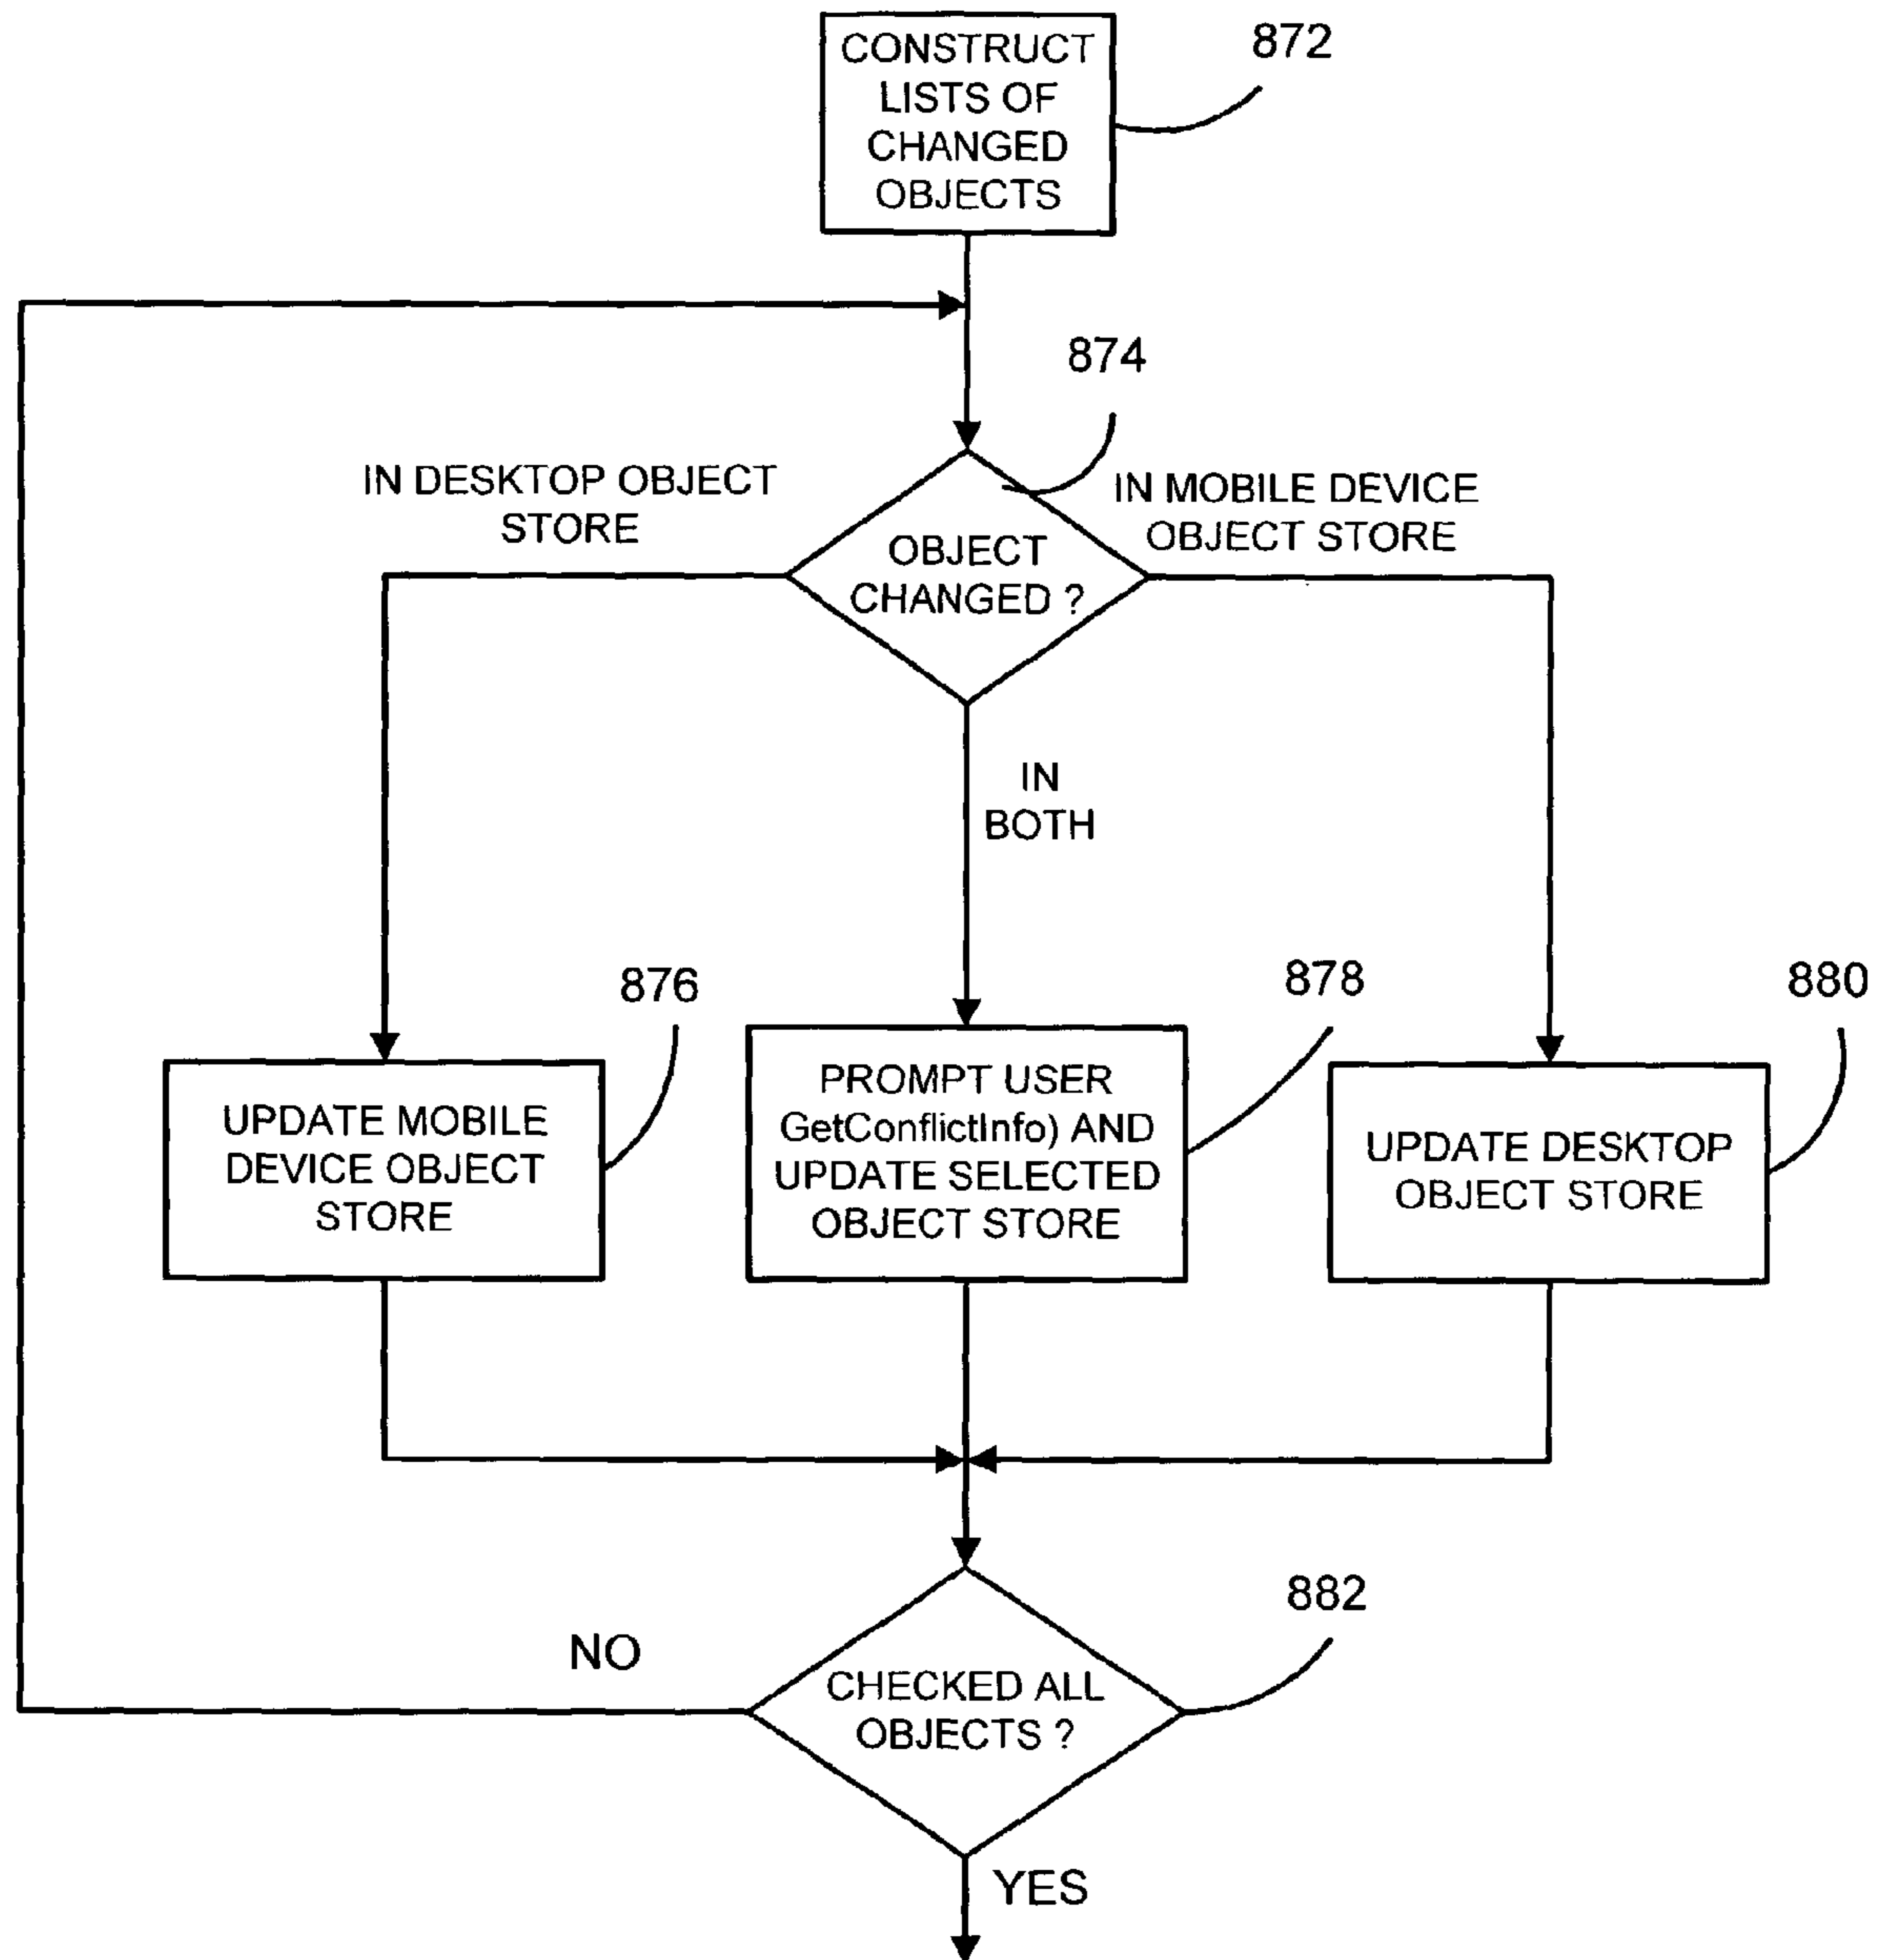 CONSTRUCT
LISTS OF
CHANGED
OBJECTS
872
874
IN DESKTOP OBJECT
STORE
IN MOBILE DEVICE
OBJECT STORE
OBJECT
CHANGED ?
IN
BOTH
876
878
880
UPDATE MOBILE
DEVICE OBJECT
STORE
PROMPT USER
GetConflictInfo) AND
UPDATE SELECTED
OBJECT STORE
UPDATE DESKTOP
OBJECT STORE
882
NO
CHECKED ALL
OBJECTS ?
YES